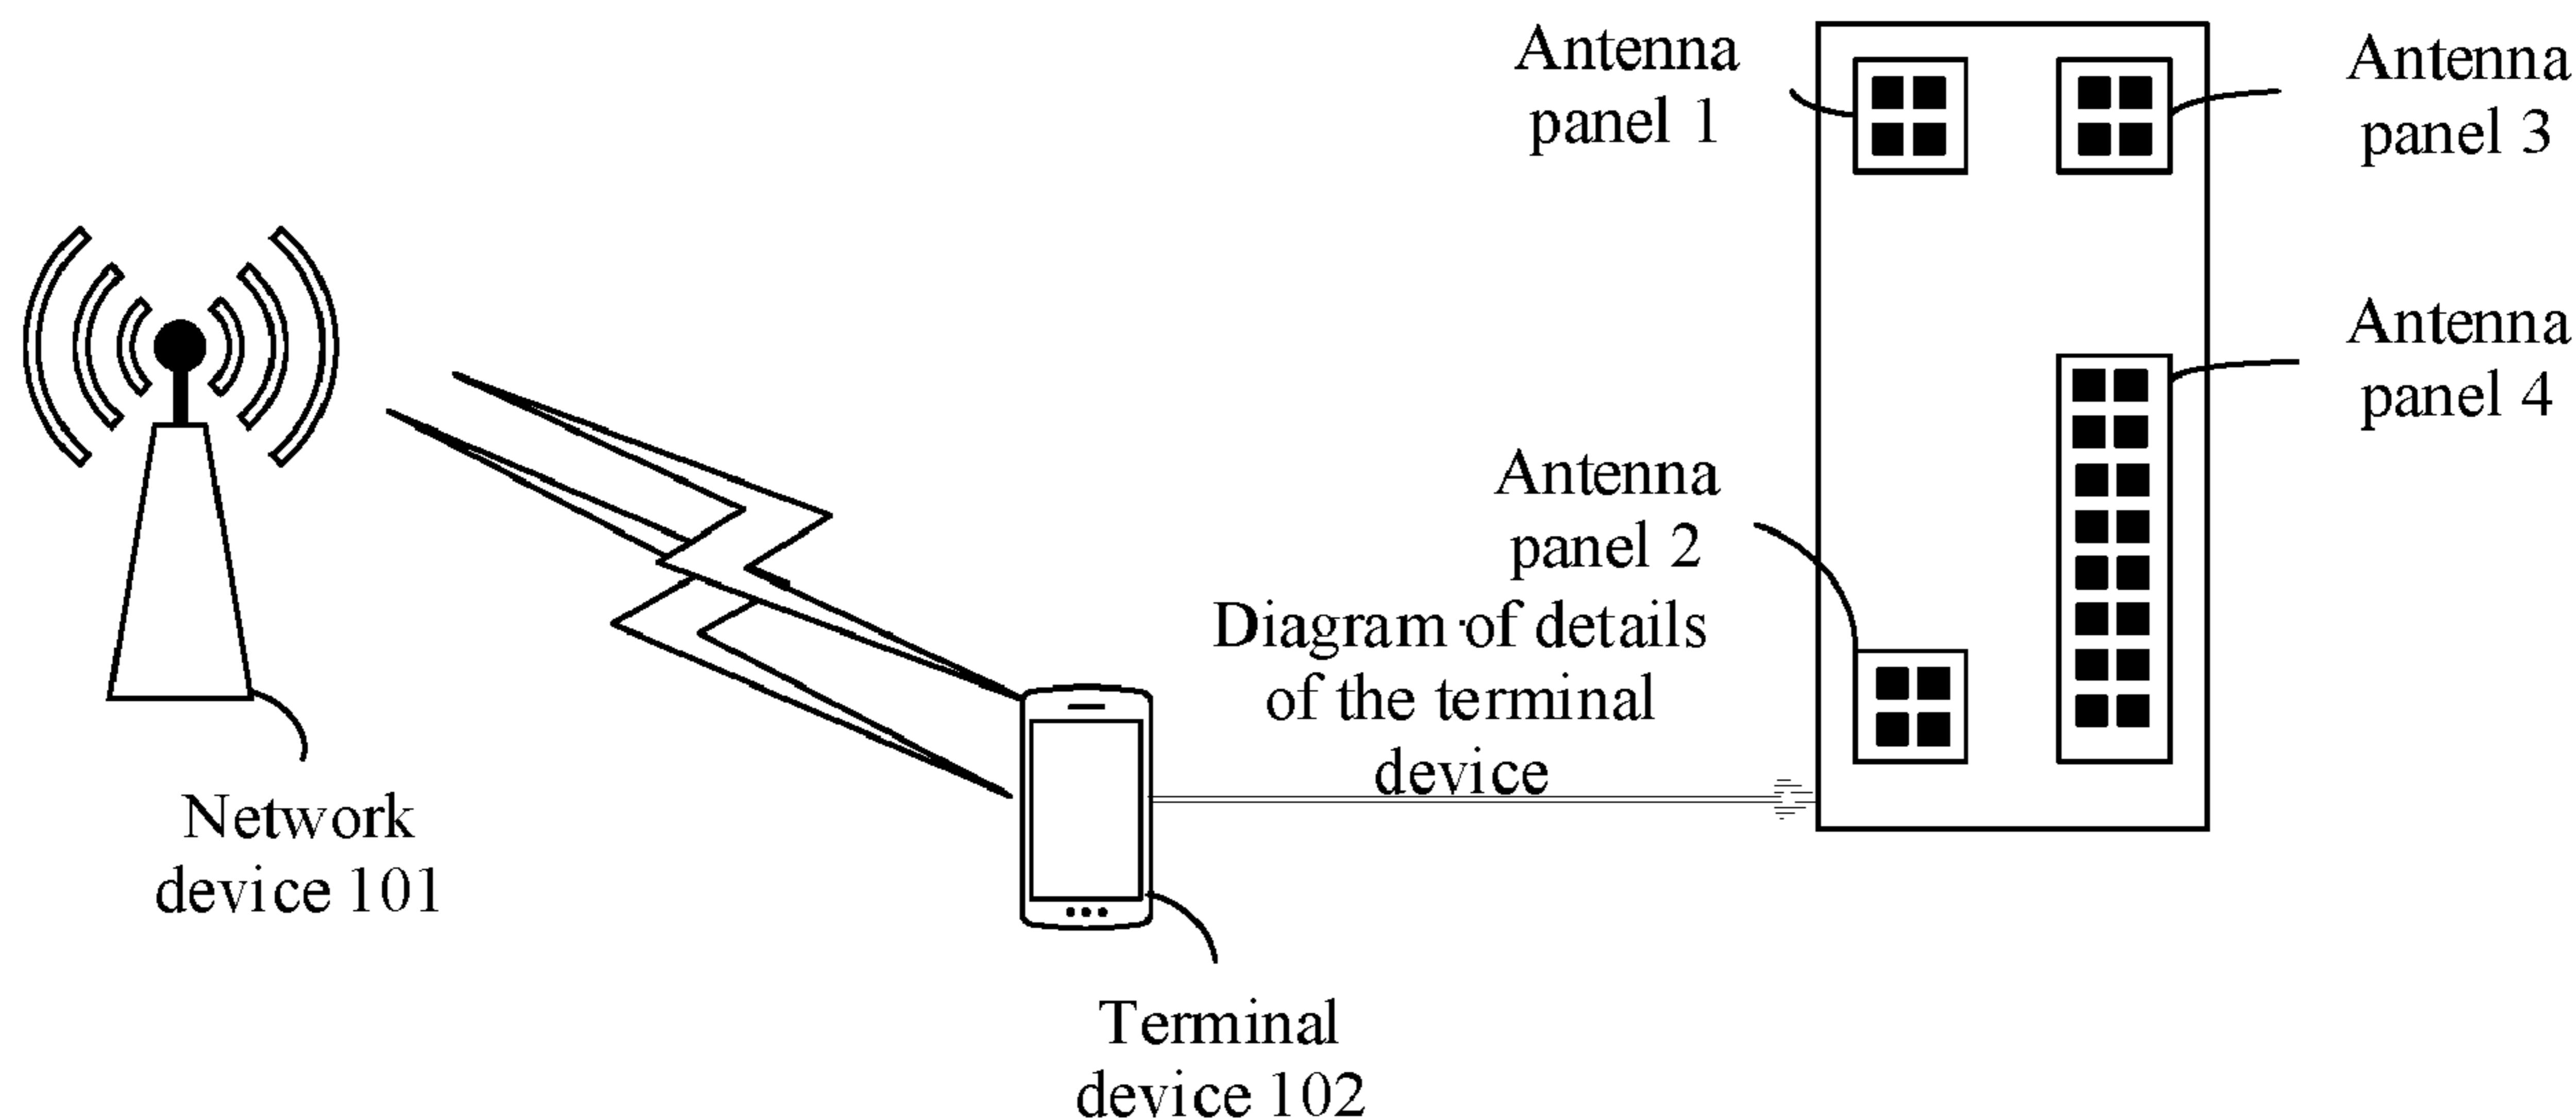 Antenna
panel 1
Antenna
panel 3
Antenna
panel 4
Antenna
panel 2
Diagram of details
of the terminal
device
Network
device 101
Terminal
device 102